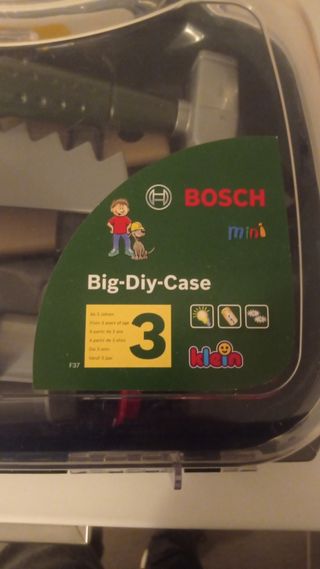 BOSCH
mini
Big-Diy-Case
Ab 3 Jahren
From 3 years of age
À partir de 3 ans
A partir de 3 años
Da 3 anni
Vanaf 3 jaar
3
klein
F37